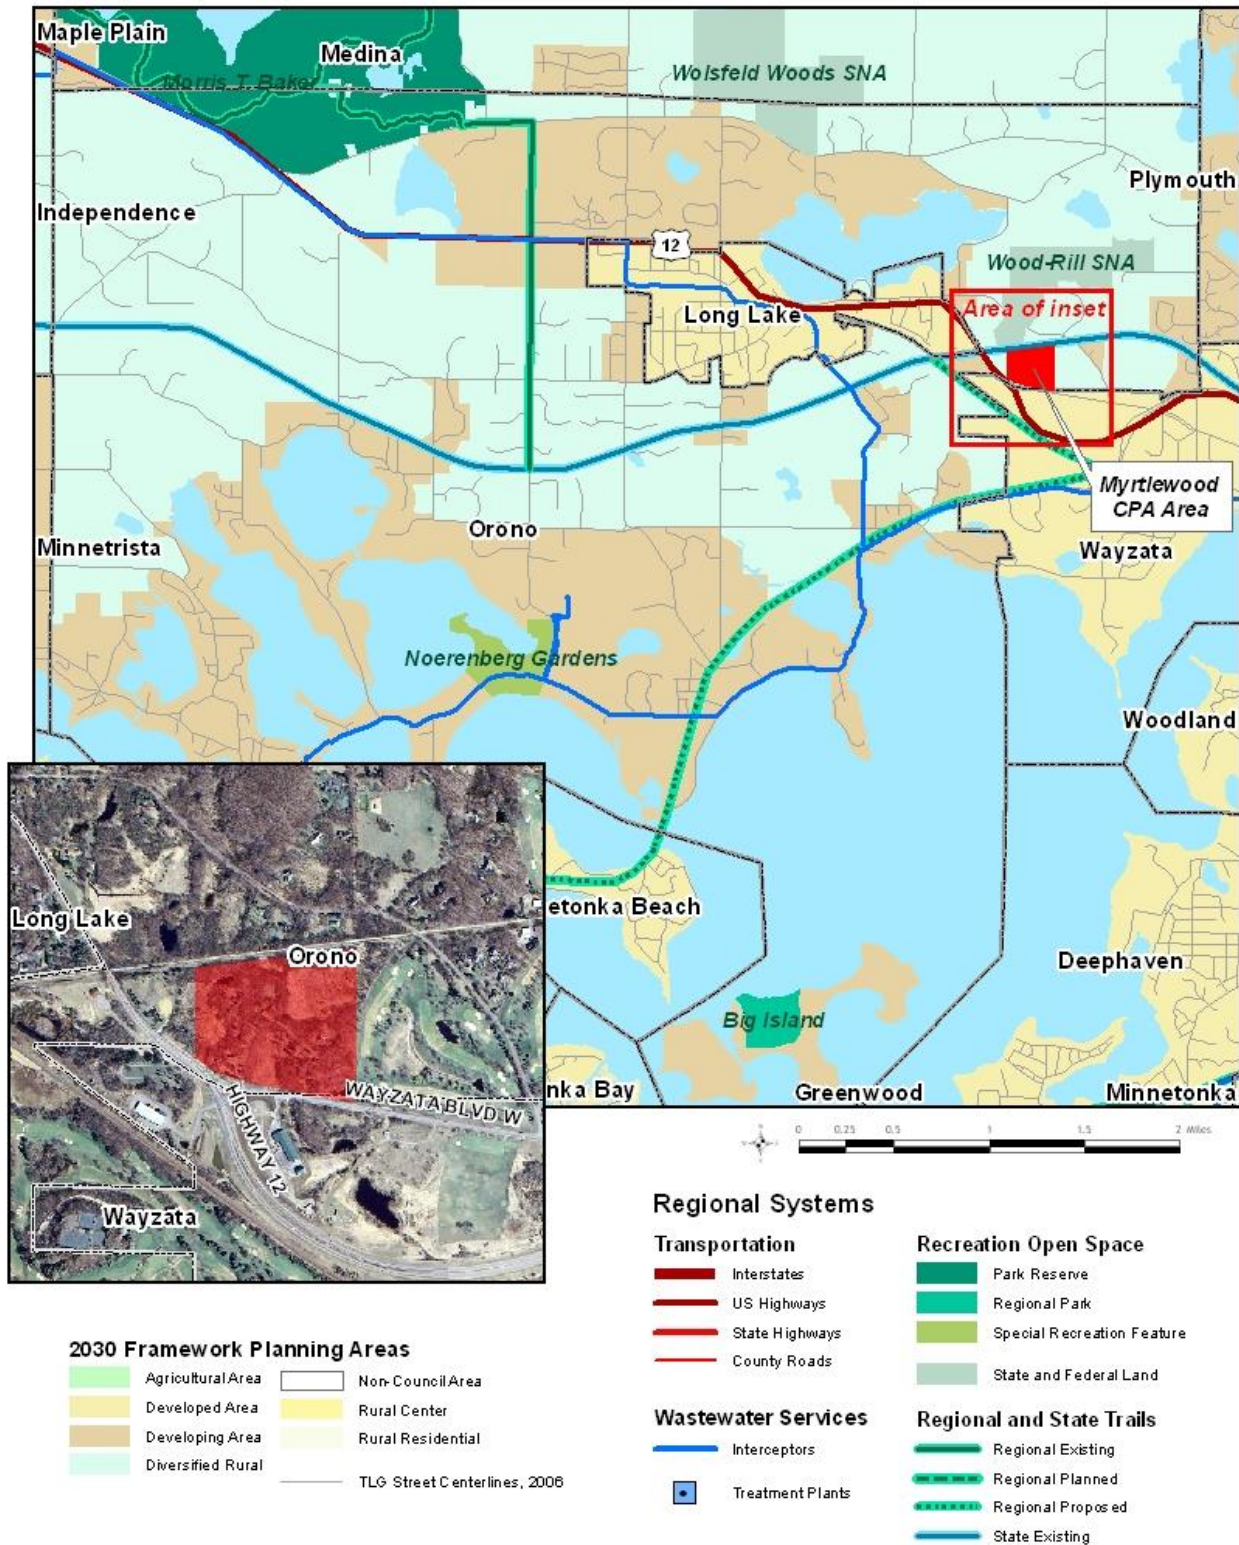 Maple Plain
Medina
Morris T. Baker
Wolsfeld Woods SNA
Plymouth
Independence
12
Wood-Rill SNA
Long Lake
Area of inset
Myrtlewood
CPA Area
Orono
Minnetrista
Wayzata
Noerenberg Gardens
Woodland
etonka Beach
Deephaven
Big Island
nka Bay
Greenwood
Minnetonka
Long Lake
Orono
WAYZATA BLVD W
HIGHWAY 12
Wayzata
0 0.25 0.5 1 1.5 2 Miles
Regional Systems
Transportation
Interstates
US Highways
State Highways
County Roads
Wastewater Services
Interceptors
Treatment Plants
Recreation Open Space
Park Reserve
Regional Park
Special Recreation Feature
State and Federal Land
Regional and State Trails
Regional Existing
Regional Planned
Regional Proposed
State Existing
2030 Framework Planning Areas
Agricultural Area
Developed Area
Developing Area
Diversified Rural
Non-Council Area
Rural Center
Rural Residential
TLG Street Centerlines, 2006